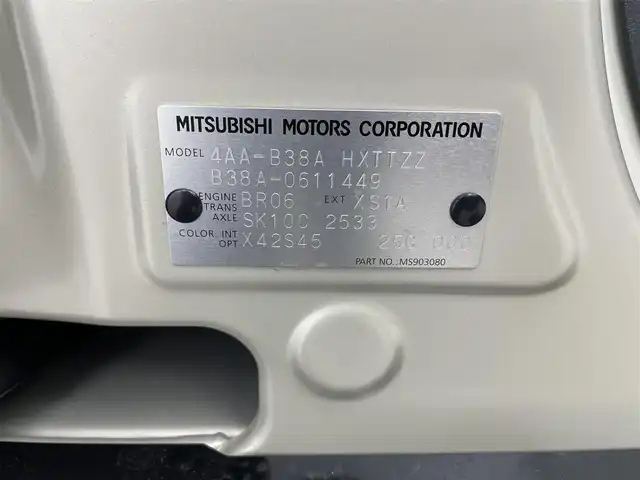 MITSUBISHI MOTORS CORPORATION
MODEL 4AA-B38A HXTTZZ
B38A-0611449
ENGINE BR06 EXT XS1A
TRANS
AXLE SK10C 2533
COLOR INT X42S45
OPT
PART NO.:MS903080